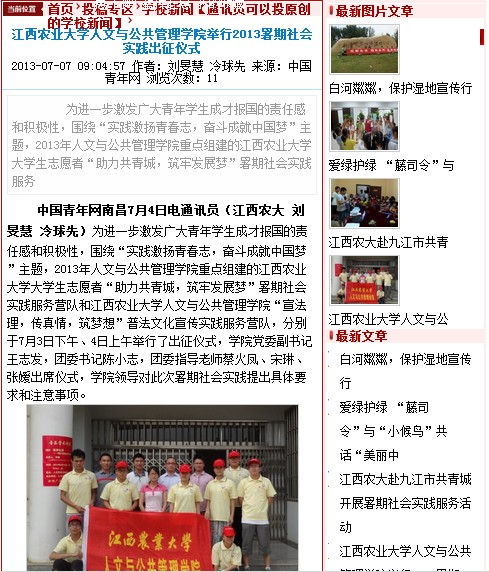 当前位置 首页 投稿专区 学校新闻【通讯员可以投原创的学校新闻】
江西农业大学人文与公共管理学院举行2013暑期社会
实践出征仪式
2013-07-07 09:04:57 作者：刘旻慧 冷球先 来源：中国
青年网 浏览次数：11
为进一步激发广大青年学生成才报国的责任感
和积极性，围绕“实践激扬青春志，奋斗成就中国梦”主
题，2013年人文与公共管理学院重点组建的江西农业大学
大学生志愿者“助力共青城，筑牢发展梦”暑期社会实践
服务
中国青年网南昌7月4日电通讯员（江西农大 刘
旻慧 冷球先）为进一步激发广大青年学生成才报国的责
任感和积极性，围绕“实践激扬青春志，奋斗成就中国梦
”主题，2013年人文与公共管理学院重点组建的江西农业
大学大学生志愿者“助力共青城，筑牢发展梦”暑期社会
实践服务营队和江西农业大学人文与公共管理学院“宣法
理，传真情，筑梦想”普法文化宣传实践服务营队，分别
于7月3日下午、4日上午举行了出征仪式，学院党委副书记
王志发，团委书记陈小志，团委指导老师蔡火凤、宋琳、
张媛出席仪式，学院领导对此次暑期社会实践提出具体要
求和注意事项。
江西农业大学
人文与公共管理学院
最新图片文章
白河粼粼，保护湿地宣传行
爱绿护绿 “藤司令”与
江西农大赴九江市共青
江西农业大学人文与公
最新文章
白河粼粼，保护湿地宣传
行
爱绿护绿 “藤司
令”与“小候鸟”共
话“美丽中
江西农大赴九江市共青城
开展暑期社会实践服务活
动
江西农业大学人文与公共